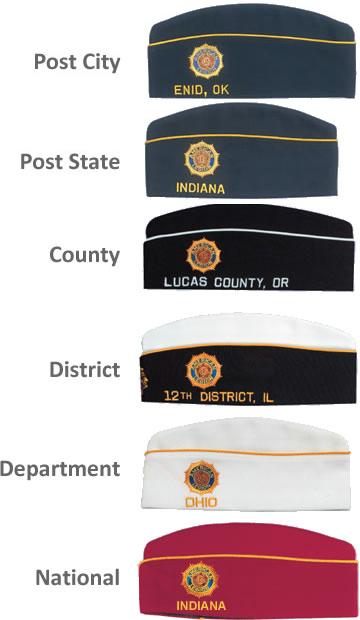 Post City
ENID, OK
Post State
INDIANA
County
LUCAS COUNTY, OR
District
12TH DISTRICT, IL
Department
OHIO
National
INDIANA